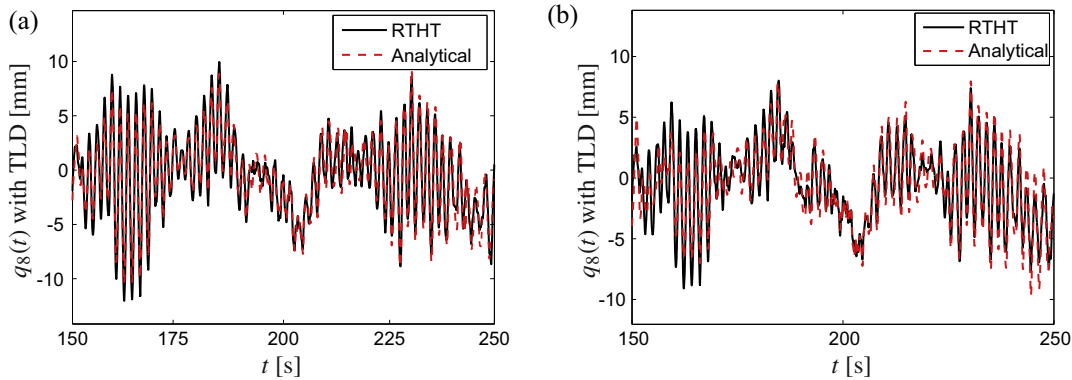 (a)
q₈(t) with TLD [mm]
10
5
0
-5
-10
RTHT
Analytical
150
175
200
225
250
t [s]
(b)
q₈(t) with TLD [mm]
10
5
0
-5
-10
RTHT
Analytical
150
200
250
t [s]